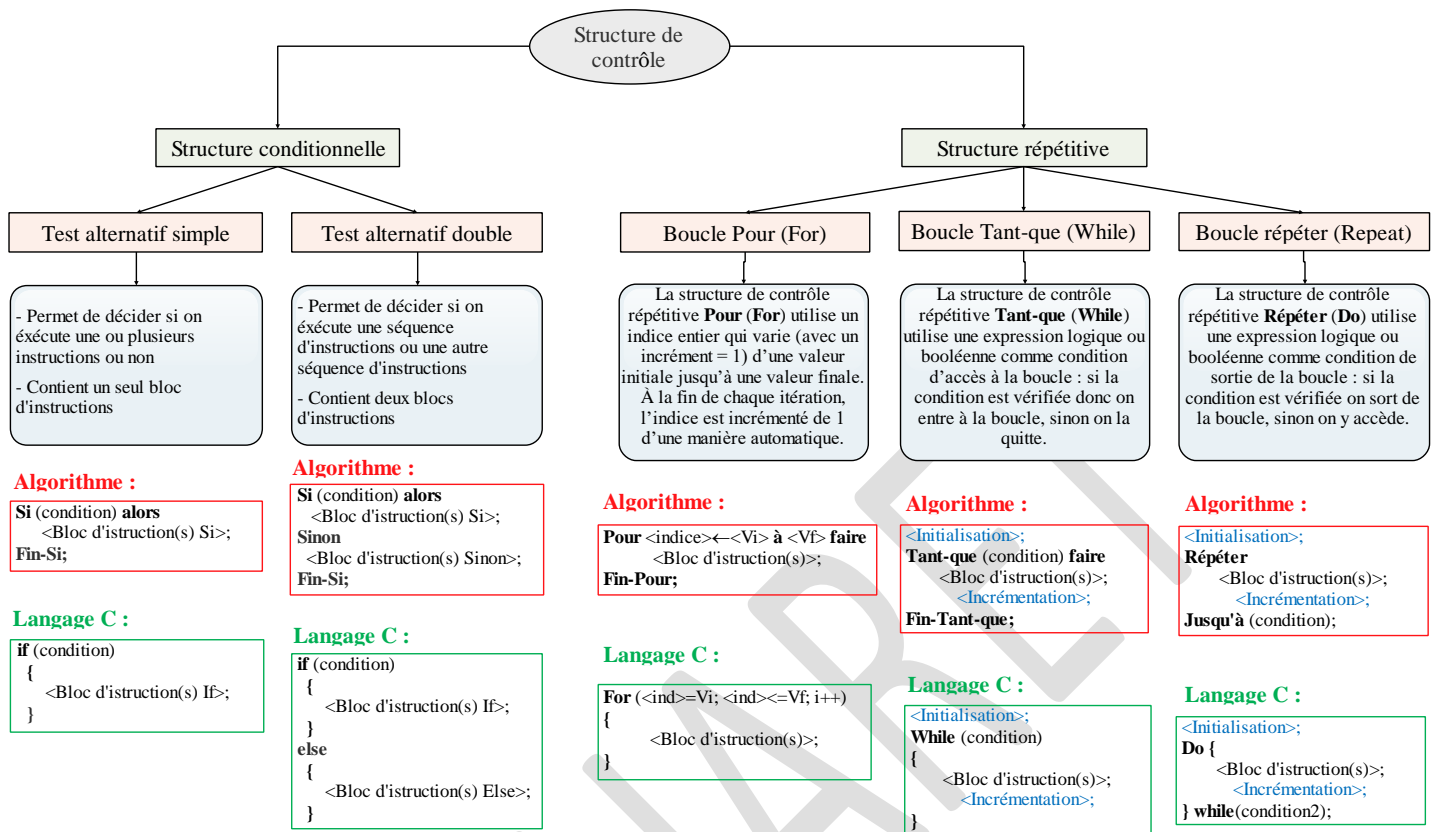 Structure de
contrôle
Structure conditionnelle
Structure répétitive
Test alternatif simple
Test alternatif double
Boucle Pour (For)
Boucle Tant-que (While)
Boucle répéter (Repeat)
- Permet de décider si on
éxécute une ou plusieurs
instructions ou non
- Contient un seul bloc
d'instructions
- Permet de décider si on
éxécute une séquence
d'instructions ou une autre
séquence d'instructions
- Contient deux blocs
d'instructions
La structure de contrôle
répétitive Pour (For) utilise un
indice entier qui varie (avec un
incrément = 1) d’une valeur
initiale jusqu’à une valeur finale.
À la fin de chaque itération,
l’indice est incrémenté de 1
d’une manière automatique.
La structure de contrôle
répétitive Tant-que (While)
utilise une expression logique ou
booléenne comme condition
d’accès à la boucle : si la
condition est vérifiée donc on
entre à la boucle, sinon on la
quitte.
La structure de contrôle
répétitive Répéter (Do) utilise
une expression logique ou
booléenne comme condition de
sortie de la boucle : si la
condition est vérifiée on sort de
la boucle, sinon on y accède.
Algorithme :
Si (condition) alors
<Bloc d'istruction(s) Si>;
Fin-Si;
Langage C :
if (condition)
{
<Bloc d'istruction(s) If>;
}
Algorithme :
Si (condition) alors
<Bloc d'istruction(s) Si>;
Sinon
<Bloc d'istruction(s) Sinon>;
Fin-Si;
Langage C :
if (condition)
{
<Bloc d'istruction(s) If>;
}
else
{
<Bloc d'istruction(s) Else>;
}
Algorithme :
Pour <indice>←<Vi> à <Vf> faire
<Bloc d'istruction(s)>;
Fin-Pour;
Langage C :
For (<ind>=Vi; <ind><=Vf; i++)
{
<Bloc d'istruction(s)>;
}
Algorithme :
<Initialisation>;
Tant-que (condition) faire
<Bloc d'istruction(s)>;
<Incrémentation>;
Fin-Tant-que;
Langage C :
<Initialisation>;
While (condition)
{
<Bloc d'istruction(s)>;
<Incrémentation>;
}
Algorithme :
<Initialisation>;
Répéter
<Bloc d'istruction(s)>;
<Incrémentation>;
Jusqu'à (condition);
Langage C :
<Initialisation>;
Do {
<Bloc d'istruction(s)>;
<Incrémentation>;
} while(condition2);